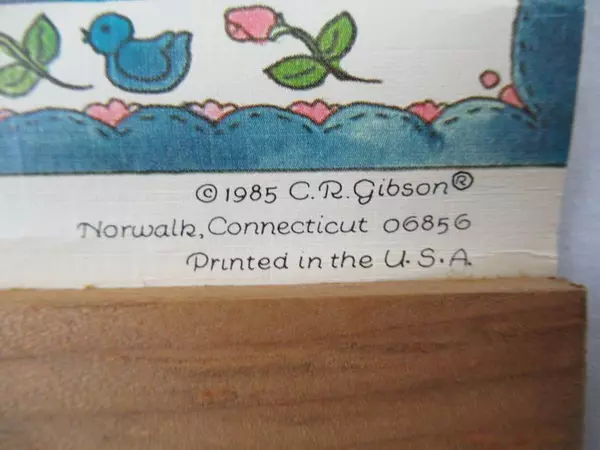 © 1985 C.R. Gibson®
Norwalk, Connecticut 06856
Printed in the U.S.A.